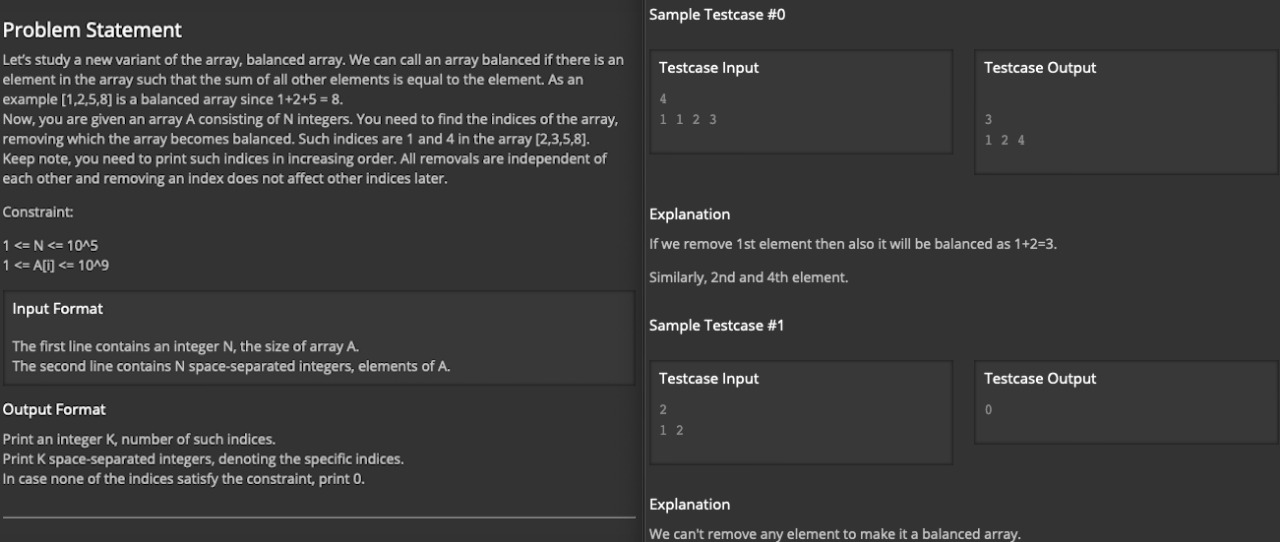 Problem Statement
Let's study a new variant of the array, balanced array. We can call an array balanced if there is an
element in the array such that the sum of all other elements is equal to the element. As an
example [1,2,5,8] is a balanced array since 1+2+5 = 8.
Now, you are given an array A consisting of N integers. You need to find the indices of the array,
removing which the array becomes balanced. Such indices are 1 and 4 in the array [2,3,5,8].
Keep note, you need to print such indices in increasing order. All removals are independent of
each other and removing an index does not affect other indices later.
Constraint:
1 <= N <= 10^5
1 <= A[i] <= 10^9
Input Format
The first line contains an integer N, the size of array A.
The second line contains N space-separated integers, elements of A.
Output Format
Print an integer K, number of such indices.
Print K space-separated integers, denoting the specific indices.
In case none of the indices satisfy the constraint, print 0.
Sample Testcase #0
Testcase Input
4
1 1 2 3
Testcase Output
3
1 2 4
Explanation
If we remove 1st element then also it will be balanced as 1+2=3.
Similarly, 2nd and 4th element.
Sample Testcase #1
Testcase Input
2
1 2
Testcase Output
0
Explanation
We can't remove any element to make it a balanced array.